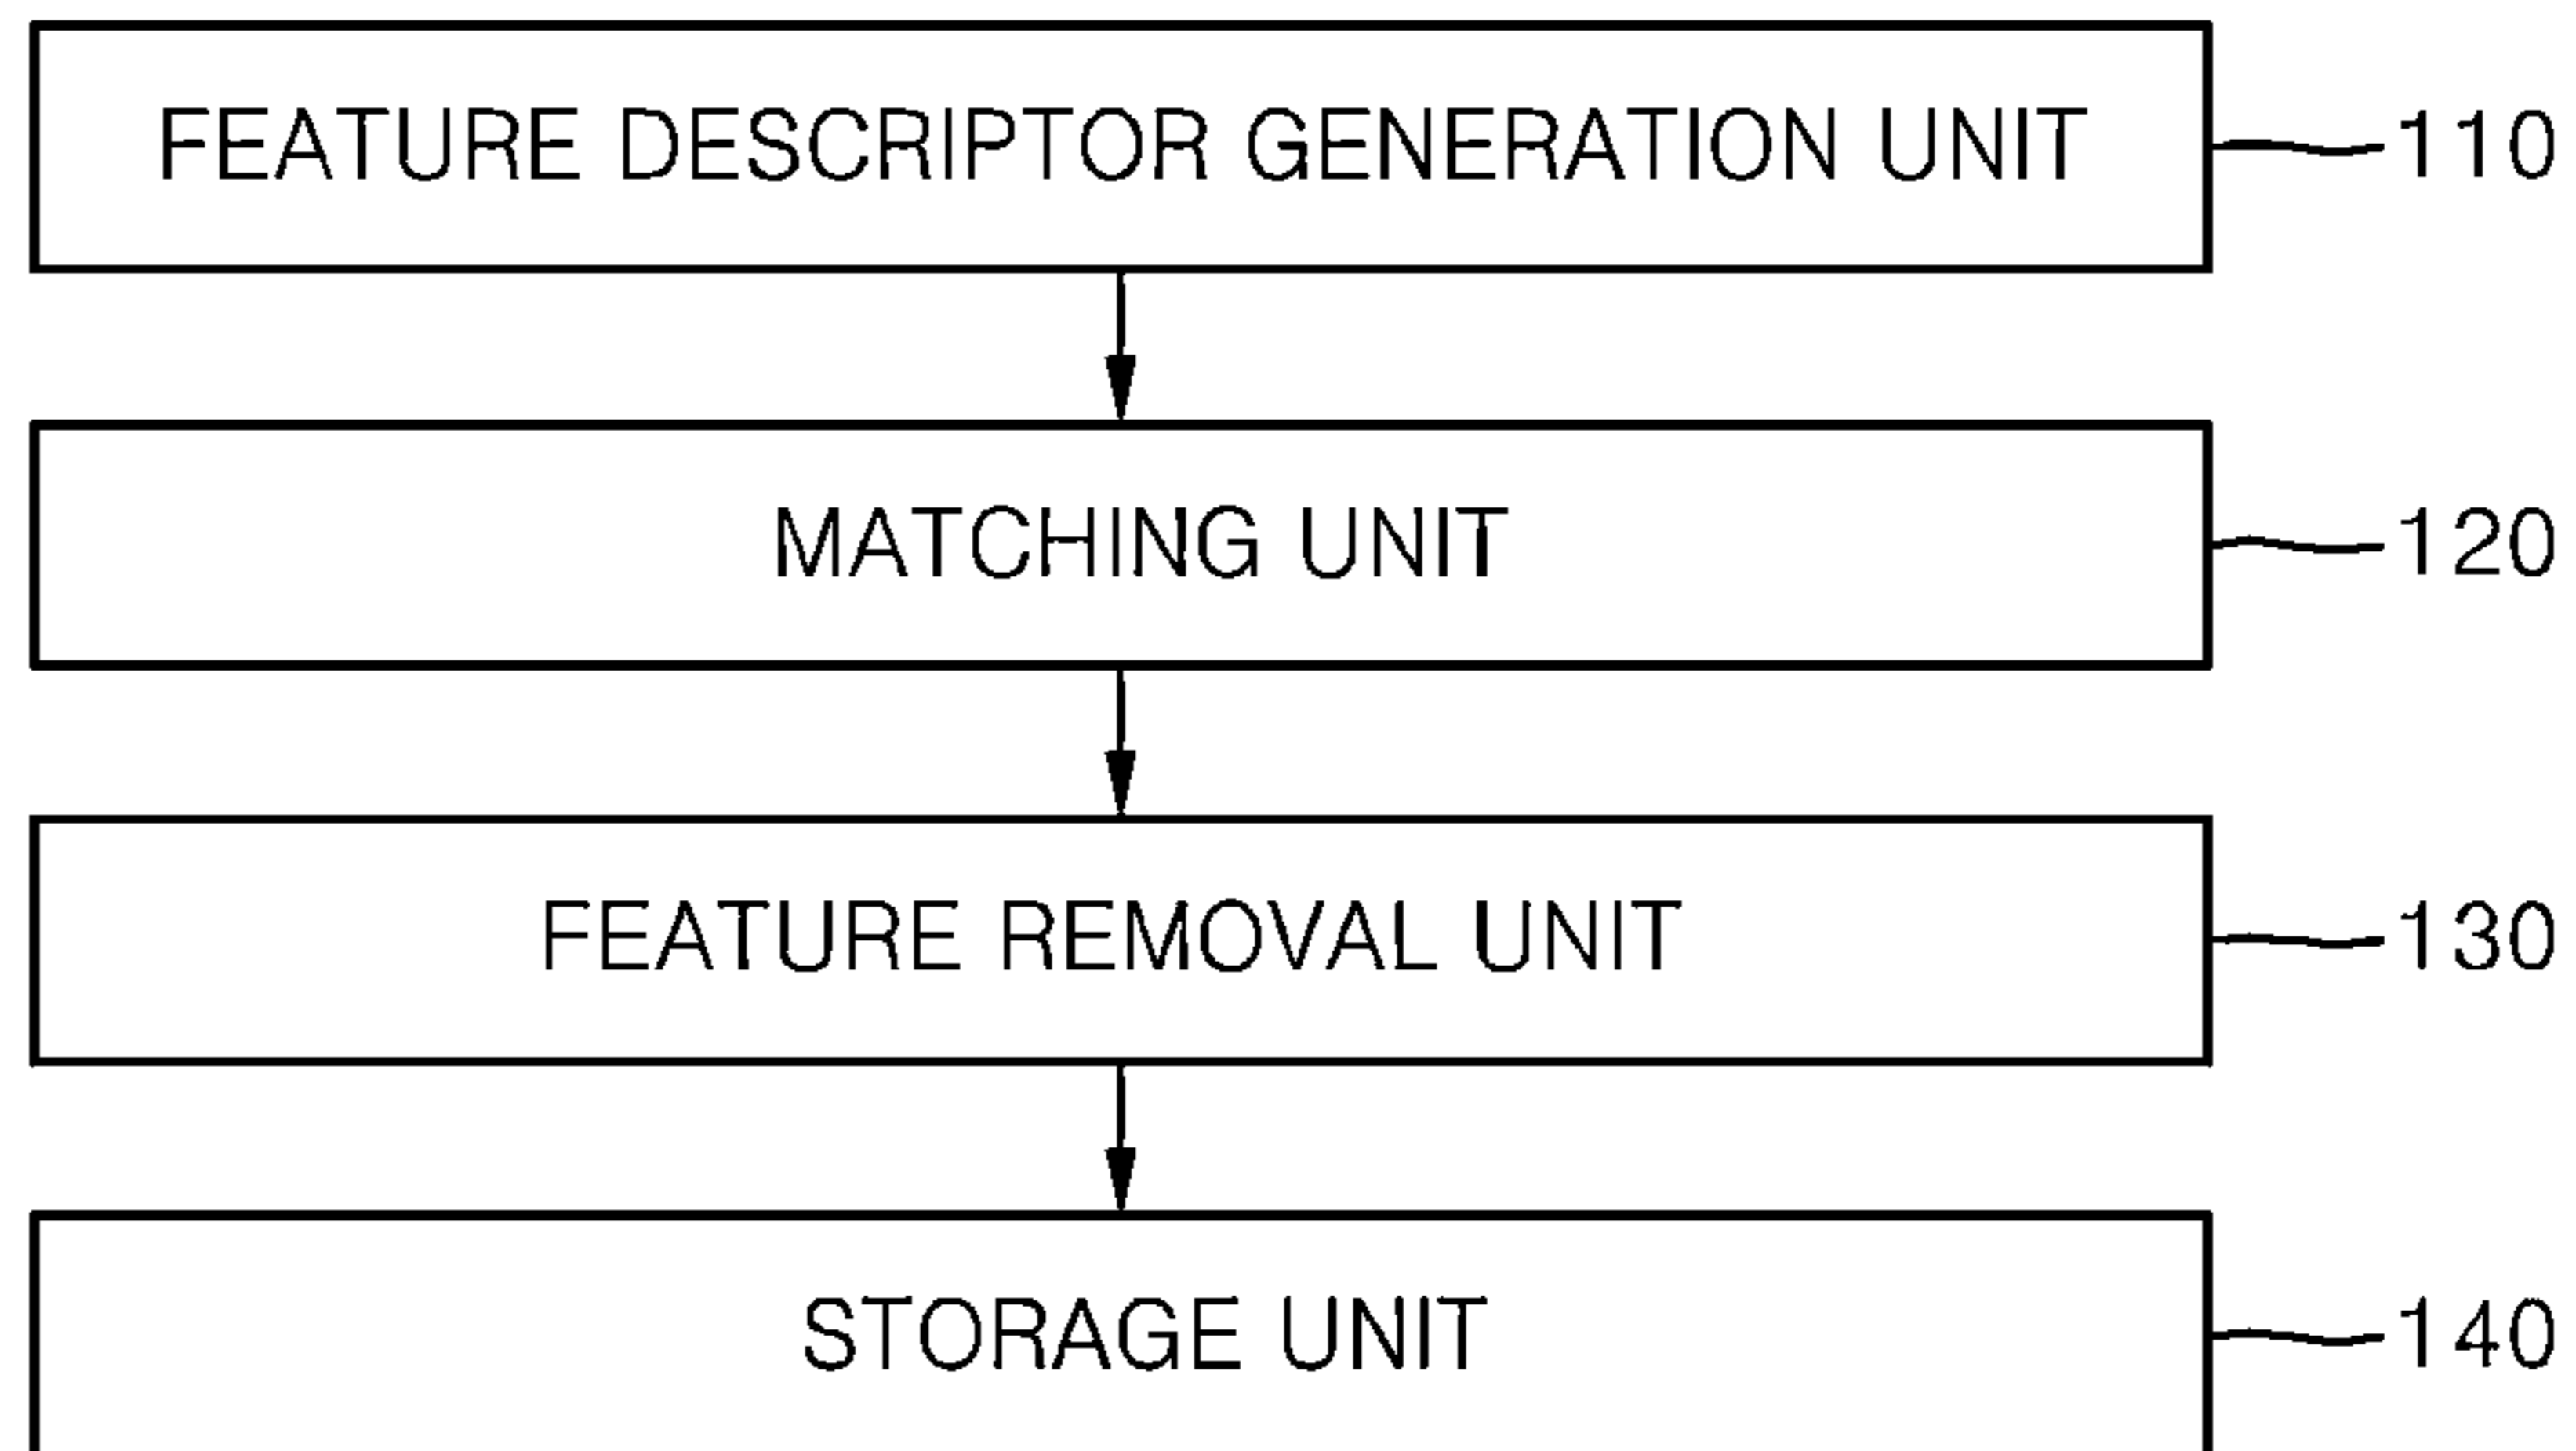 FEATURE DESCRIPTOR GENERATION UNIT 110
MATCHING UNIT 120
FEATURE REMOVAL UNIT 130
STORAGE UNIT 140